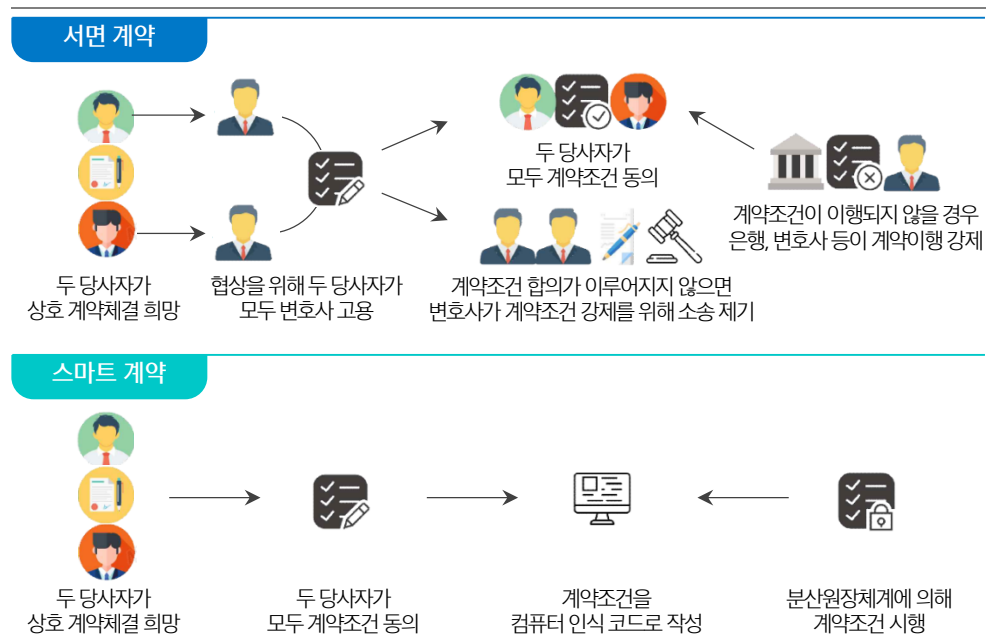 서면 계약
두 당사자가
모두 계약조건 동의
계약조건이 이행되지 않을 경우
은행, 변호사 등이 계약이행 강제
두 당사자가
상호 계약체결 희망
협상을 위해 두 당사자가
모두 변호사 고용
계약조건 합의가 이루어지지 않으면
변호사가 계약조건 강제를 위해 소송 제기
스마트 계약
두 당사자가
상호 계약체결 희망
두 당사자가
모두 계약조건 동의
계약조건을
컴퓨터 인식 코드로 작성
분산원장체계에 의해
계약조건 시행